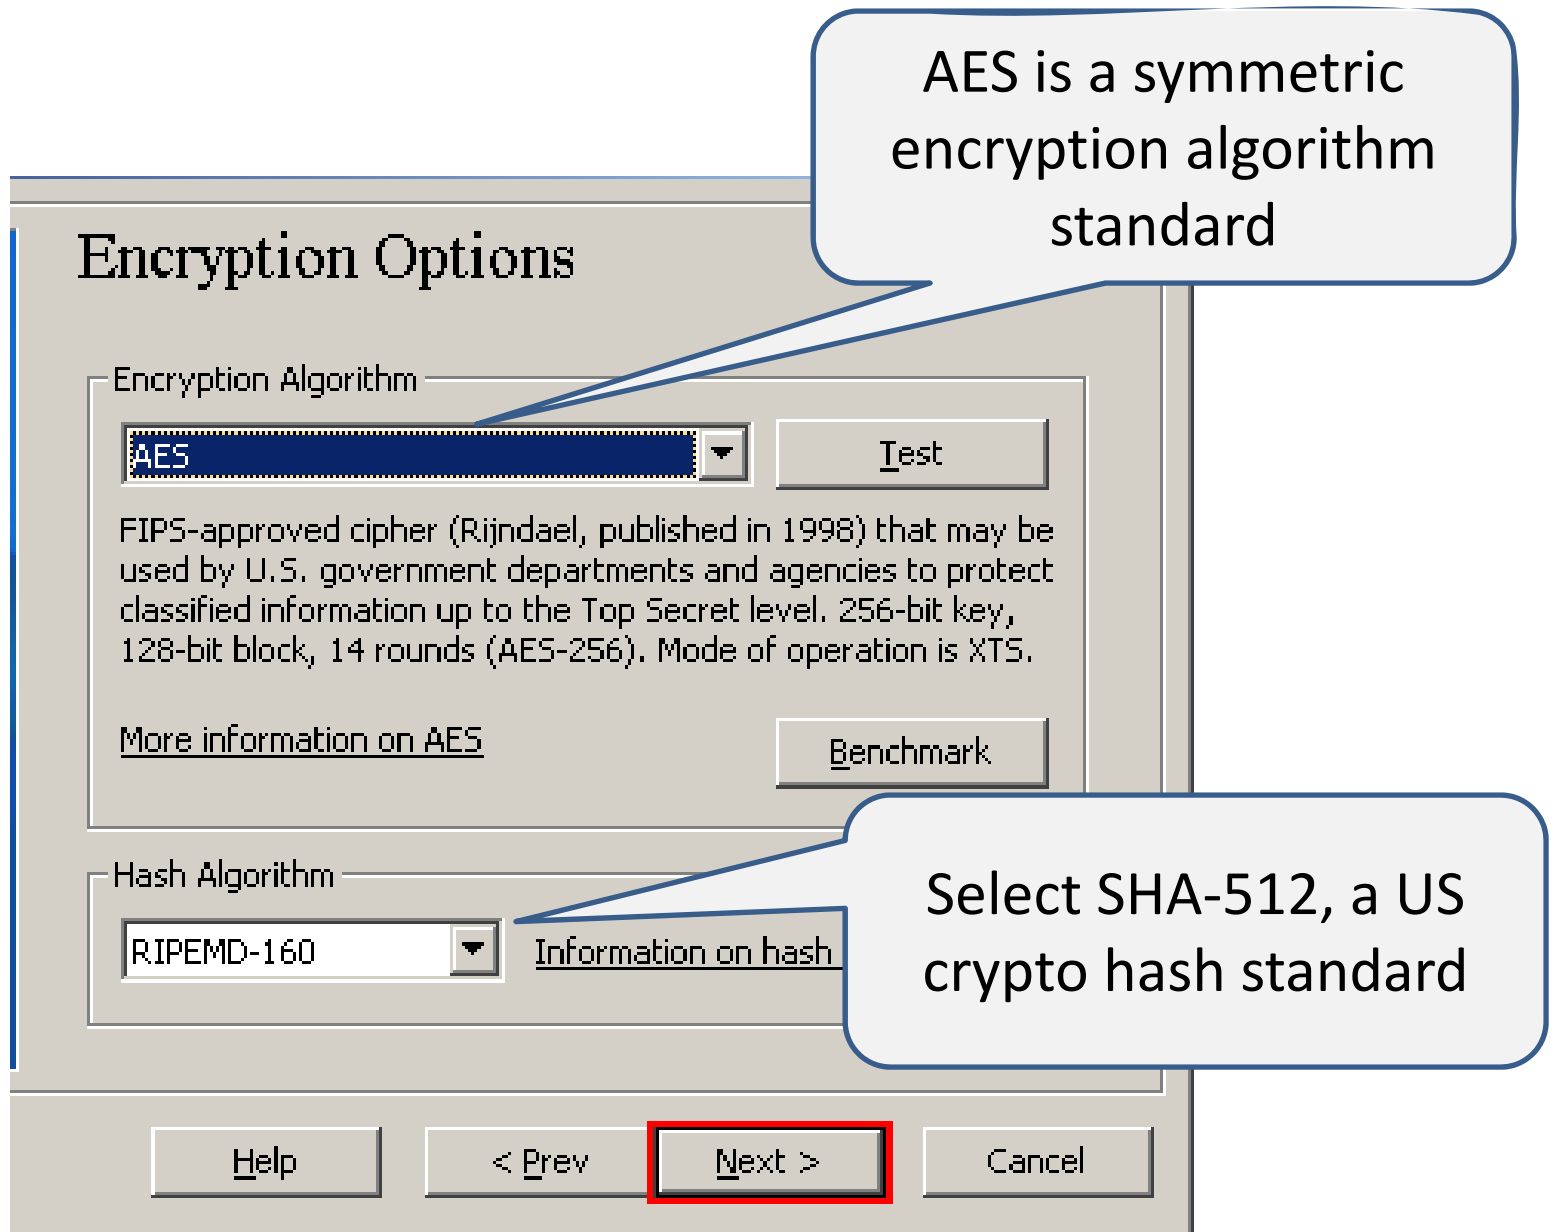 AES is a symmetric
encryption algorithm
standard
Encryption Options
Encryption Algorithm
AES
Test
FIPS-approved cipher (Rijndael, published in 1998) that may be
used by U.S. government departments and agencies to protect
classified information up to the Top Secret level. 256-bit key,
128-bit block, 14 rounds (AES-256). Mode of operation is XTS.
More information on AES
Benchmark
Hash Algorithm
RIPEMD-160
Information on hash
Select SHA-512, a US
crypto hash standard
Help
< Prev
Next >
Cancel